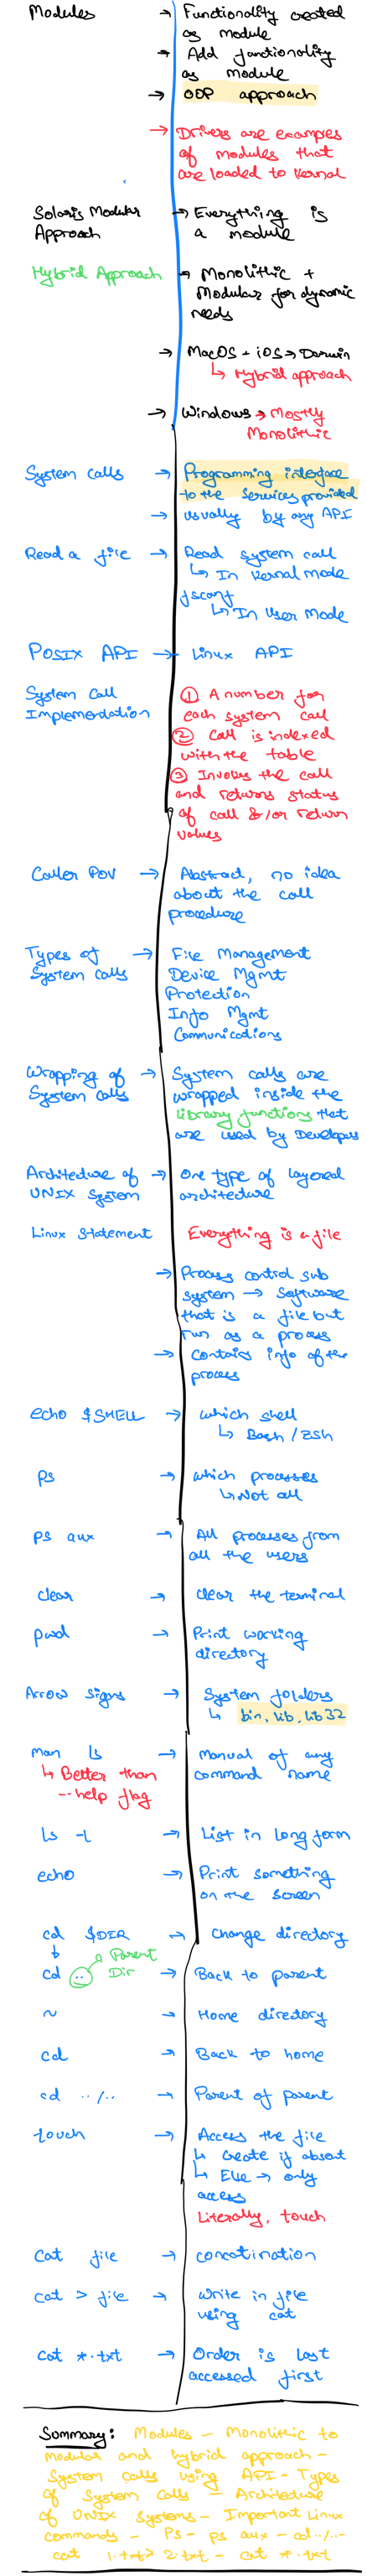 Modules → Functionality created
as module
→ Add functionality
as module
→ OOP approach
→ Drivers are examples
of modules that
are loaded to kernel
Solaris Modular → Everything is
Approach a module
Hybrid Approach → Monolithic +
Modular for dynamic
needs
→ MacOS + iOS → Darwin
↳ Hybrid approach
→ Windows → Mostly
Monolithic
System calls → Programming interface
to the services provided
→ usually by any API
Read a file → Read system call
↳ In Kernel mode
fscanf
↳ In User Mode
POSIX API → Linux API
System Call ① A number for
Implementation each system call
② Call is indexed
with the table
③ Invokes the call
and returns status
of call &/or return
values
Caller POV → Abstract, no idea
about the call
procedure
Types of → File Management
System calls Device Mgmt
Protection
Info Mgmt
Communications
Wrapping of → System calls are
System calls wrapped inside the
library functions that
are used by Developers
Architecture of → One type of layered
UNIX System architecture
Linux Statement Everything is a file
→ Process control sub
system → Software
that is a file but
run as a process
→ Contains info of the
process
echo $SHELL → which shell
↳ Bash / ZSH
ps → which processes
↳ Not all
ps aux → All processes from
all the users
clear → clear the terminal
pwd → Print working
directory
Arrow signs → System folders
↳ bin, lib, lib32
man ls → Manual of any
↳ Better than command name
--help flag
ls -l → List in long form
echo → Print something
on the screen
cd $DIR → change directory
↓ Parent
cd .. Dir → Back to parent
~ → Home directory
cd → Back to home
cd ../.. → Parent of parent
touch → Access the file
↳ Create if absent
↳ Else → only
access
Literally, touch
cat file → concatination
cat > file → Write in file
using cat
cat *.txt → Order is last
accessed first
Summary: Modules - Monolithic to
modular and hybrid approach -
System calls using API - Types
of System Calls - Architecture
of UNIX Systems - Important Linux
commands - ps - ps aux - cd ../.. -
cat 1.txt > 2.txt - cat *.txt